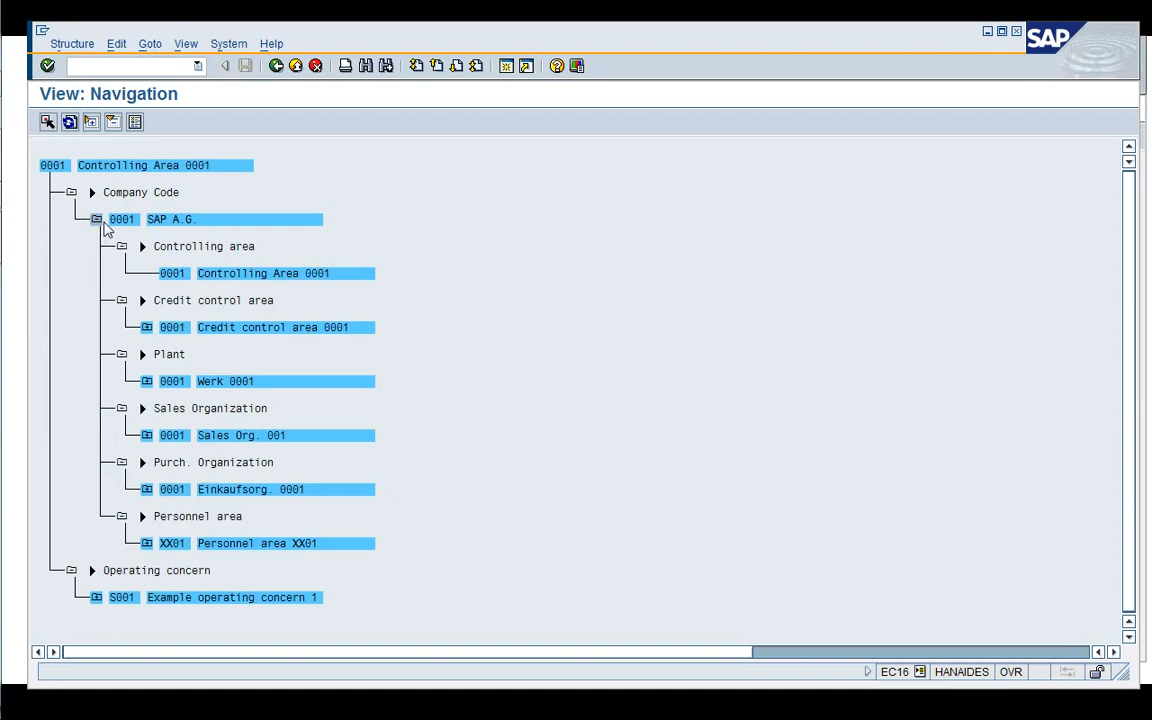 Structure Edit Goto View System Help
SAP
View: Navigation
0001 Controlling Area 0001
Company Code
0001 SAP A.G.
Controlling area
0001 Controlling Area 0001
Credit control area
0001 Credit control area 0001
Plant
0001 Werk 0001
Sales Organization
0001 Sales Org. 001
Purch. Organization
0001 Einkaufsorg. 0001
Personnel area
XX01 Personnel area XX01
Operating concern
S001 Example operating concern 1
EC16 HANAIDES OVR